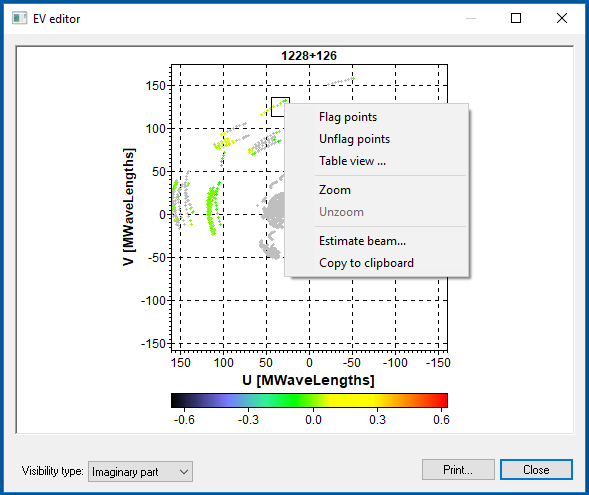 EV editor
1228+126
150
100
50
0
-50
-100
-150
V [MWaveLengths]
150 100 50 0 -50 -100 -150
U [MWaveLengths]
-0.6 -0.3 0.0 0.3 0.6
Flag points
Unflag points
Table view ...
Zoom
Unzoom
Estimate beam...
Copy to clipboard
Visibility type: Imaginary part
Print... Close